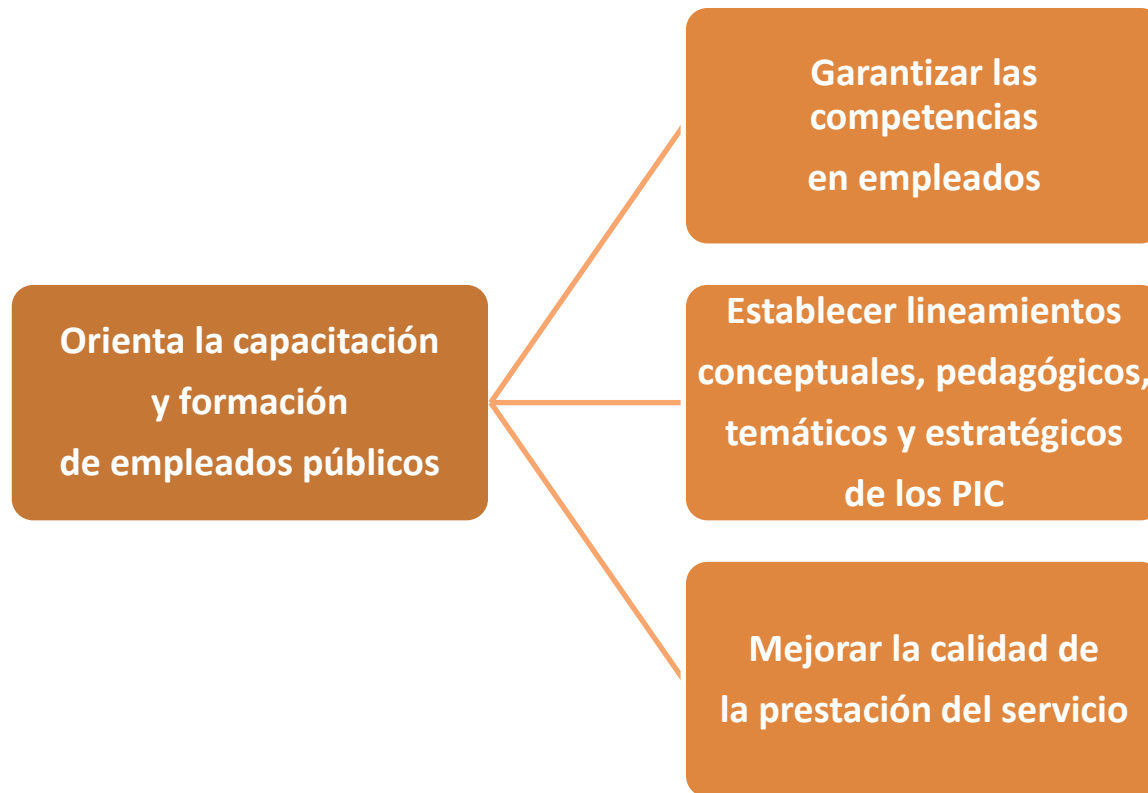 Garantizar las
competencias
en empleados
Orienta la capacitación
y formación
de empleados públicos
Establecer lineamientos
conceptuales, pedagógicos,
temáticos y estratégicos
de los PIC
Mejorar la calidad de
la prestación del servicio